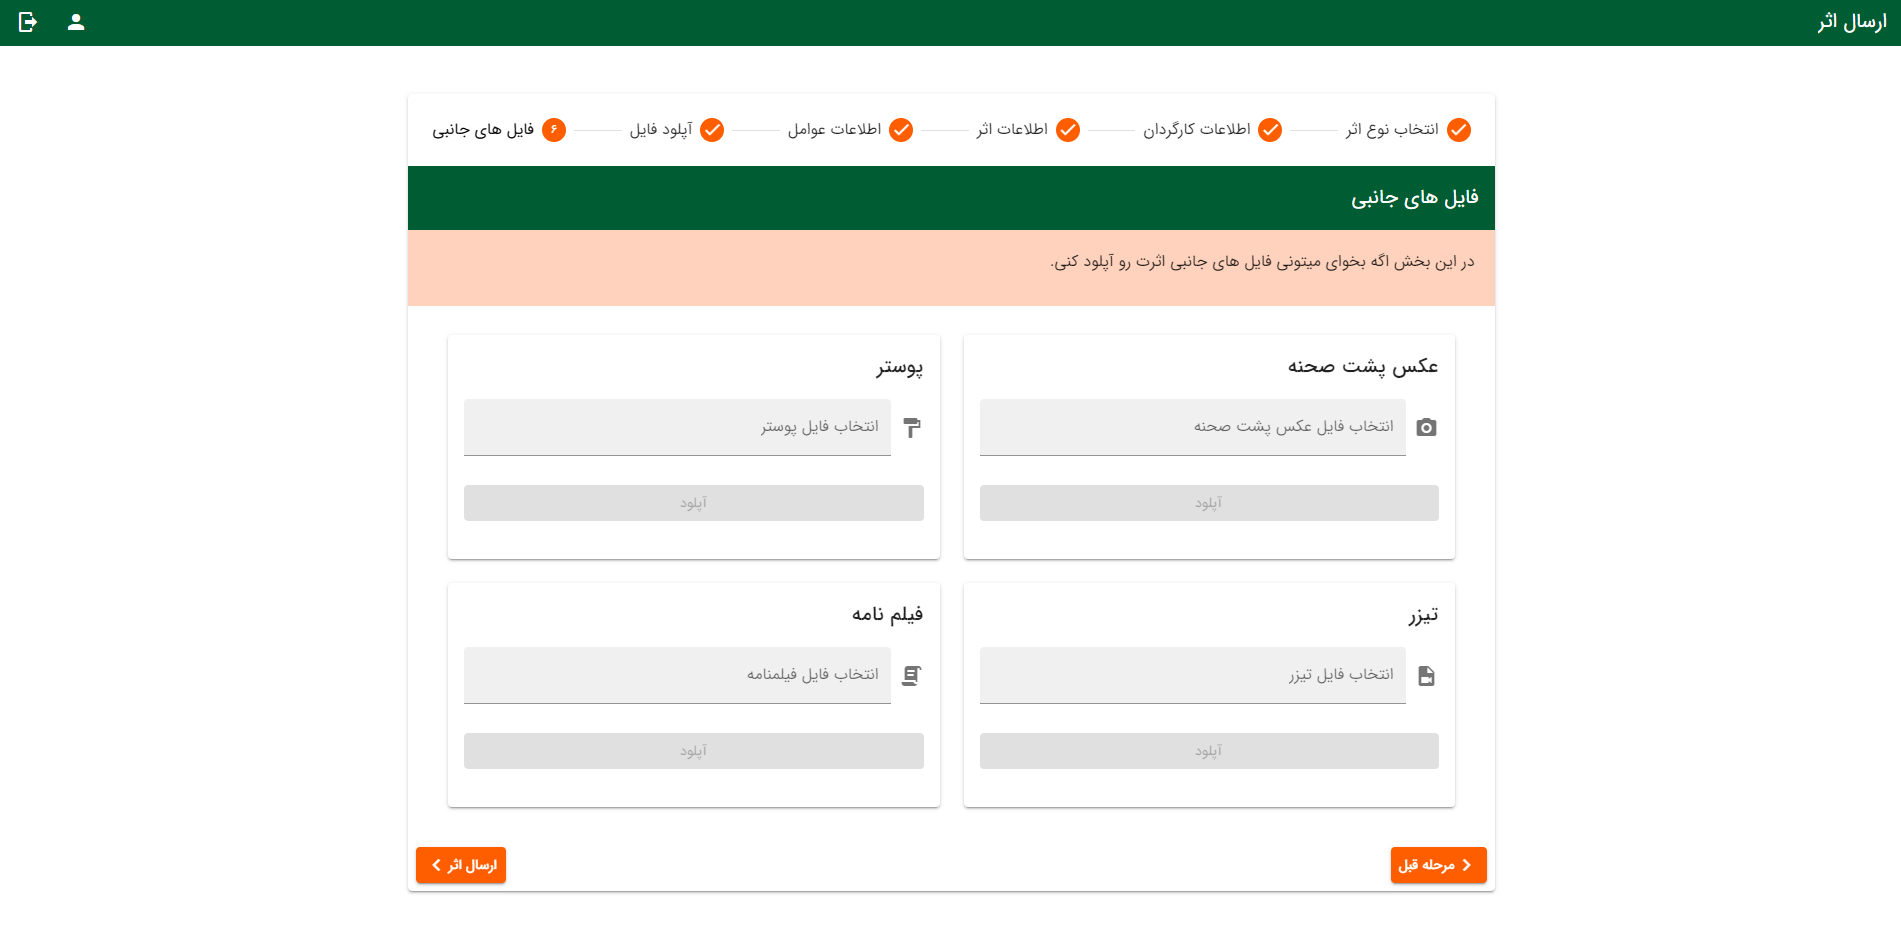 ارسال اثر
انتخاب نوع اثر
اطلاعات کارگردان
اطلاعات اثر
اطلاعات عوامل
آپلود فایل
۶ فایل های جانبی
فایل های جانبی
در این بخش اگه بخوای میتونی فایل های جانبی اثرت رو آپلود کنی.
عکس پشت صحنه
انتخاب فایل عکس پشت صحنه
آپلود
پوستر
انتخاب فایل پوستر
آپلود
تیزر
انتخاب فایل تیزر
آپلود
فیلم نامه
انتخاب فایل فیلمنامه
آپلود
مرحله قبل
ارسال اثر